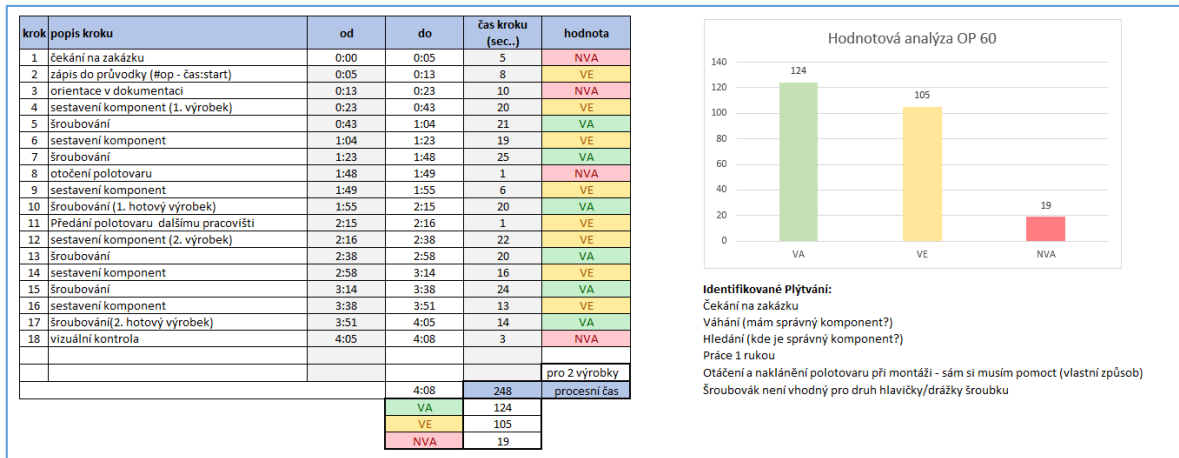 krok popis kroku od do čas kroku (sec..) hodnota
1 čekání na zakázku 0:00 0:05 5 NVA
2 zápis do průvodky (#op - čas:start) 0:05 0:13 8 VE
3 orientace v dokumentaci 0:13 0:23 10 NVA
4 sestavení komponent (1. výrobek) 0:23 0:43 20 VE
5 šroubování 0:43 1:04 21 VA
6 sestavení komponent 1:04 1:23 19 VE
7 šroubování 1:23 1:48 25 VA
8 otočení polotovaru 1:48 1:49 1 NVA
9 sestavení komponent 1:49 1:55 6 VE
10 šroubování (1. hotový výrobek) 1:55 2:15 20 VA
11 Předání polotovaru dalšímu pracovišti 2:15 2:16 1 VE
12 sestavení komponent (2. výrobek) 2:16 2:38 22 VE
13 šroubování 2:38 2:58 20 VA
14 sestavení komponent 2:58 3:14 16 VE
15 šroubování 3:14 3:38 24 VA
16 sestavení komponent 3:38 3:51 13 VE
17 šroubování(2. hotový výrobek) 3:51 4:05 14 VA
18 vizuální kontrola 4:05 4:08 3 NVA
pro 2 výrobky
4:08 248 procesní čas
VA 124
VE 105
NVA 19
Hodnotová analýza OP 60
140
120
100
80
60
40
20
0
124
105
19
VA VE NVA
Identifikované Plýtvání:
Čekání na zakázku
Váhání (mám správný komponent?)
Hledání (kde je správný komponent?)
Práce 1 rukou
Otáčení a naklánění polotovaru při montáži - sám si musím pomoct (vlastní způsob)
Šroubovák není vhodný pro druh hlavičky/drážky šroubku